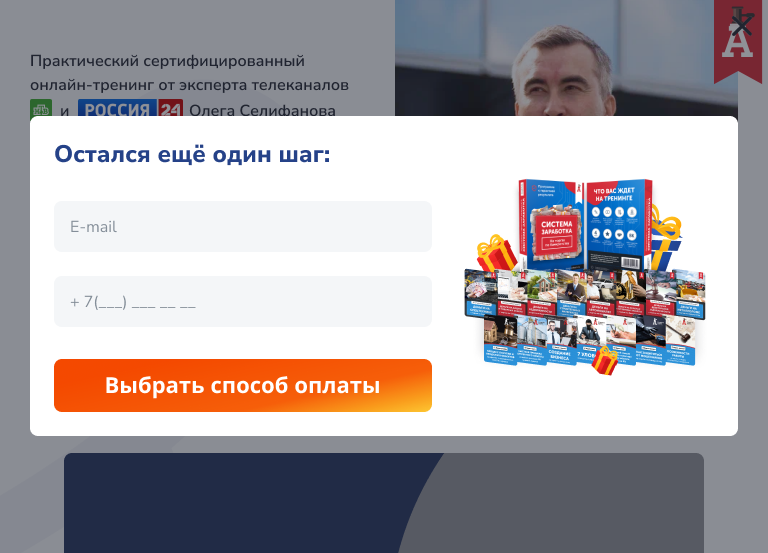 Практический сертифицированный
онлайн-тренинг от эксперта телеканалов
НТВ и РОССИЯ 24 Олега Селифанова
А
Остался ещё один шаг:
E-mail
+ 7(___) ___ __ __
Выбрать способ оплаты
СИСТЕМА
ЗАРАБОТКА
ЧТО ВАС ЖДЕТ
НА ТРЕНИНГЕ